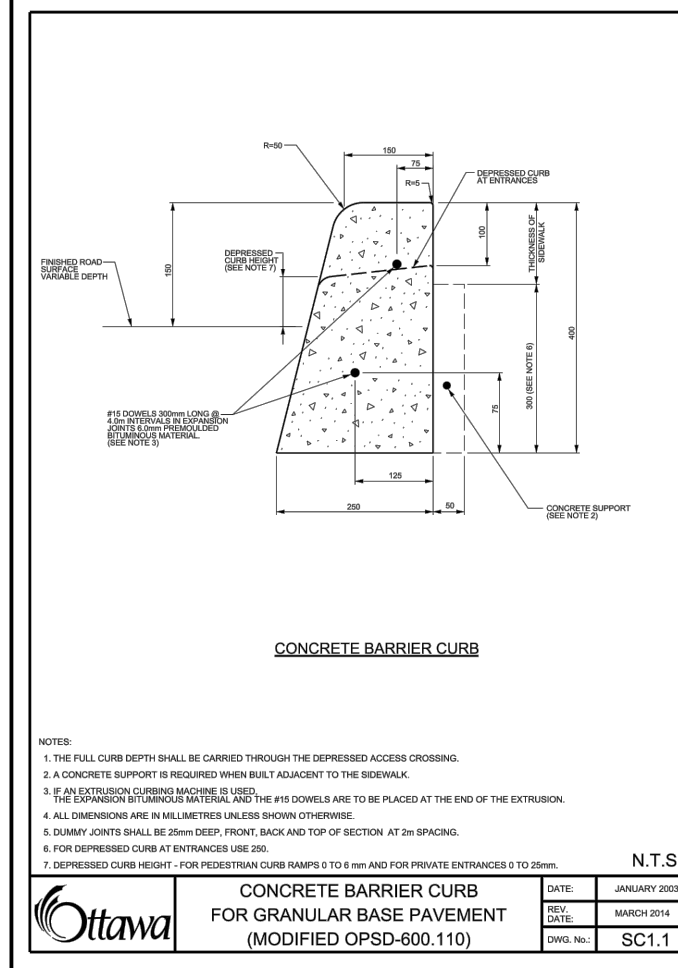 R=50
150
75
R=5
DEPRESSED CURB
AT ENTRANCES
100
THICKNESS OF
SIDEWALK
DEPRESSED
CURB HEIGHT
(SEE NOTE 7)
FINISHED ROAD
SURFACE
VARIABLE DEPTH
150
400
300 (SEE NOTE 6)
#15 DOWELS 300mm LONG @
4.0m INTERVALS IN EXPANSION
JOINTS 6.0mm PREMOULDED
BITUMINOUS MATERIAL.
(SEE NOTE 3)
75
125
250
50
CONCRETE SUPPORT
(SEE NOTE 2)
CONCRETE BARRIER CURB
NOTES:
1. THE FULL CURB DEPTH SHALL BE CARRIED THROUGH THE DEPRESSED ACCESS CROSSING.
2. A CONCRETE SUPPORT IS REQUIRED WHEN BUILT ADJACENT TO THE SIDEWALK.
3. IF AN EXTRUSION CURBING MACHINE IS USED,
THE EXPANSION BITUMINOUS MATERIAL AND THE #15 DOWELS ARE TO BE PLACED AT THE END OF THE EXTRUSION.
4. ALL DIMENSIONS ARE IN MILLIMETRES UNLESS SHOWN OTHERWISE.
5. DUMMY JOINTS SHALL BE 25mm DEEP, FRONT, BACK AND TOP OF SECTION AT 2m SPACING.
6. FOR DEPRESSED CURB AT ENTRANCES USE 250.
7. DEPRESSED CURB HEIGHT - FOR PEDESTRIAN CURB RAMPS 0 TO 6 mm AND FOR PRIVATE ENTRANCES 0 TO 25mm.
N.T.S
Ottawa
CONCRETE BARRIER CURB
FOR GRANULAR BASE PAVEMENT
(MODIFIED OPSD-600.110)
DATE: JANUARY 2003
REV. DATE: MARCH 2014
DWG. No.: SC1.1